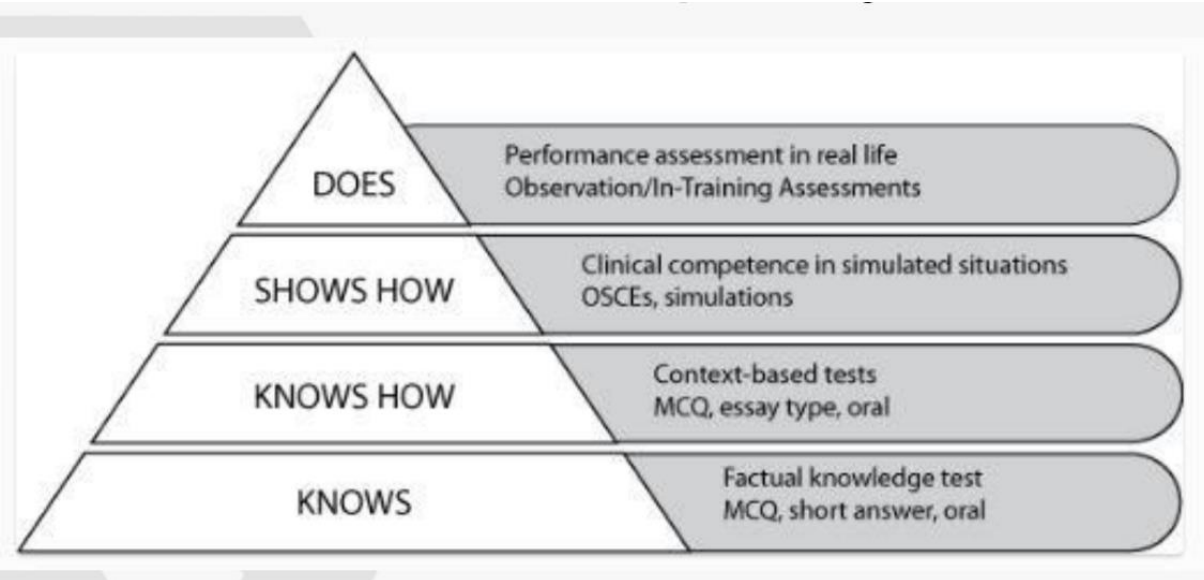 DOES
Performance assessment in real life
Observation/In-Training Assessments
SHOWS HOW
Clinical competence in simulated situations
OSCEs, simulations
KNOWS HOW
Context-based tests
MCQ, essay type, oral
KNOWS
Factual knowledge test
MCQ, short answer, oral